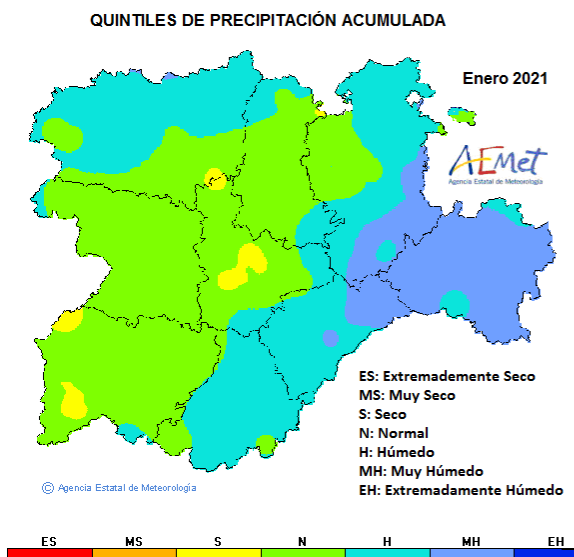 QUINTILES DE PRECIPITACIÓN ACUMULADA
Enero 2021
AEMet
Agencia Estatal de Meteorología
ES: Extremademente Seco
MS: Muy Seco
S: Seco
N: Normal
H: Húmedo
MH: Muy Húmedo
EH: Extremadamente Húmedo
© Agencia Estatal de Meteorología
ES MS S N H MH EH